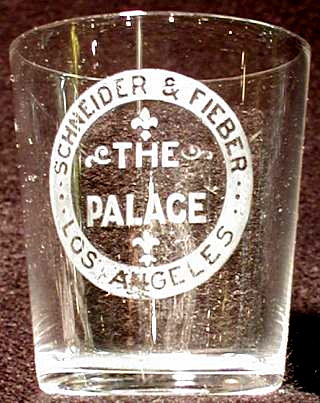 SCHNEIDER & FIEBER
THE
PALACE
LOS ANGELES